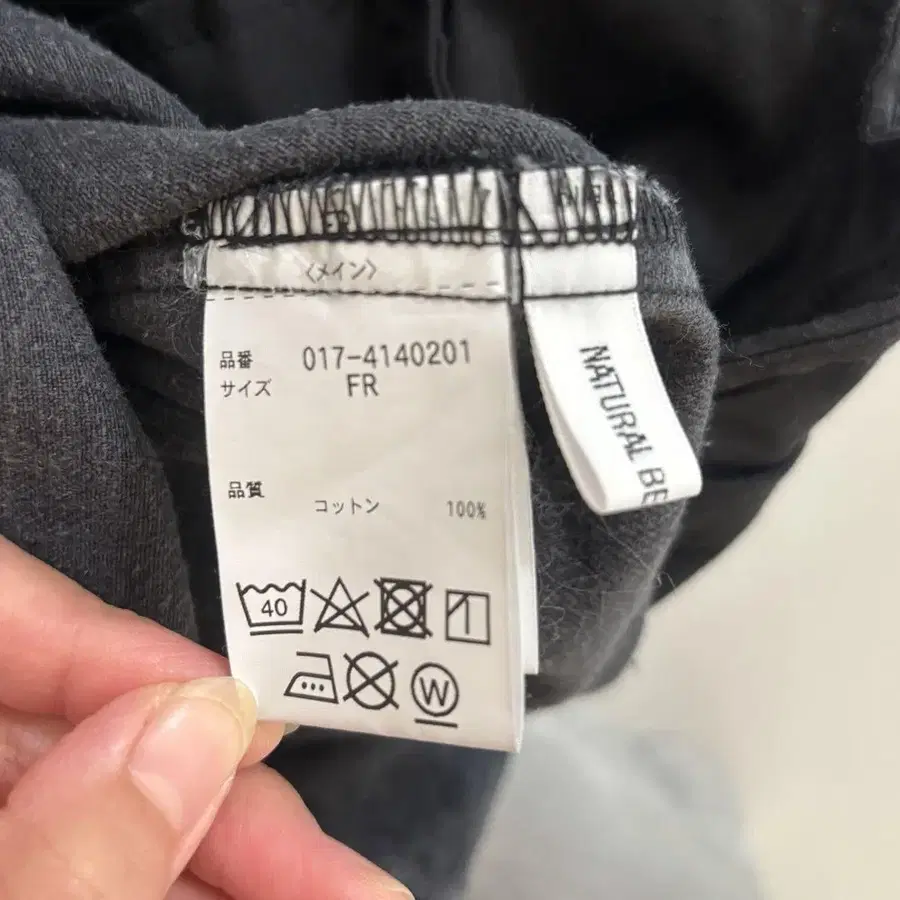 〈メイン〉
品番 017-4140201
サイズ FR
品質
コットン 100%
40
W
NATURAL BE